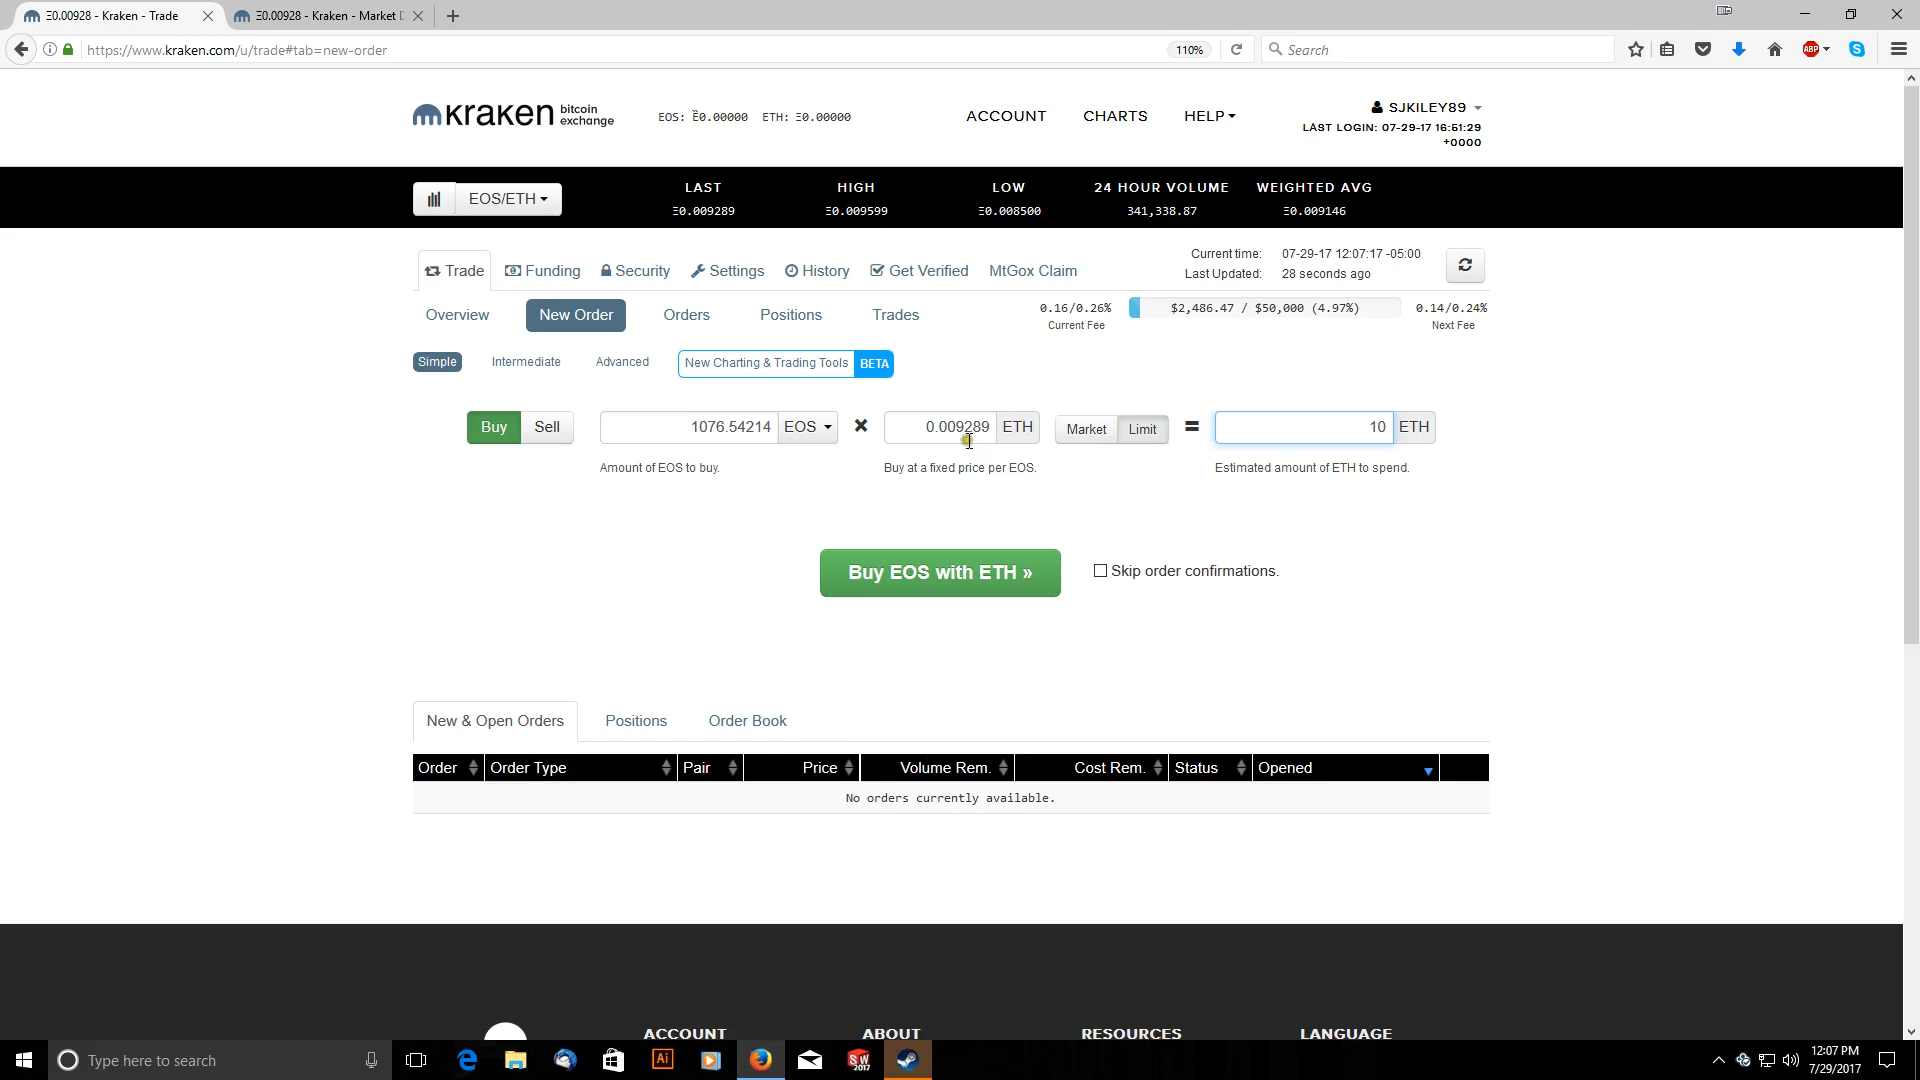 Ξ0.00928 - Kraken - Trade
Ξ0.00928 - Kraken - Market D
https://www.kraken.com/u/trade#tab=new-order
110%
Search
ABP
kraken bitcoin exchange
EOS: Ẽ0.00000 ETH: Ξ0.00000
ACCOUNT CHARTS HELP
SJKILEY89
LAST LOGIN: 07-29-17 16:51:29
+0000
EOS/ETH
LAST HIGH LOW 24 HOUR VOLUME WEIGHTED AVG
Ξ0.009289 Ξ0.009599 Ξ0.008500 341,338.87 Ξ0.009146
Trade Funding Security Settings History Get Verified MtGox Claim
Current time: 07-29-17 12:07:17 -05:00
Last Updated: 28 seconds ago
Overview New Order Orders Positions Trades
0.16/0.26% $2,486.47 / $50,000 (4.97%) 0.14/0.24%
Current Fee Next Fee
Simple Intermediate Advanced New Charting & Trading Tools BETA
Buy Sell 1076.54214 EOS × 0.009289 ETH Market Limit = 10 ETH
Amount of EOS to buy. Buy at a fixed price per EOS. Estimated amount of ETH to spend.
Buy EOS with ETH » Skip order confirmations.
New & Open Orders Positions Order Book
Order Order Type Pair Price Volume Rem. Cost Rem. Status Opened
No orders currently available.
ACCOUNT ABOUT RESOURCES LANGUAGE
Type here to search
Ai
SW
2017
12:07 PM
7/29/2017